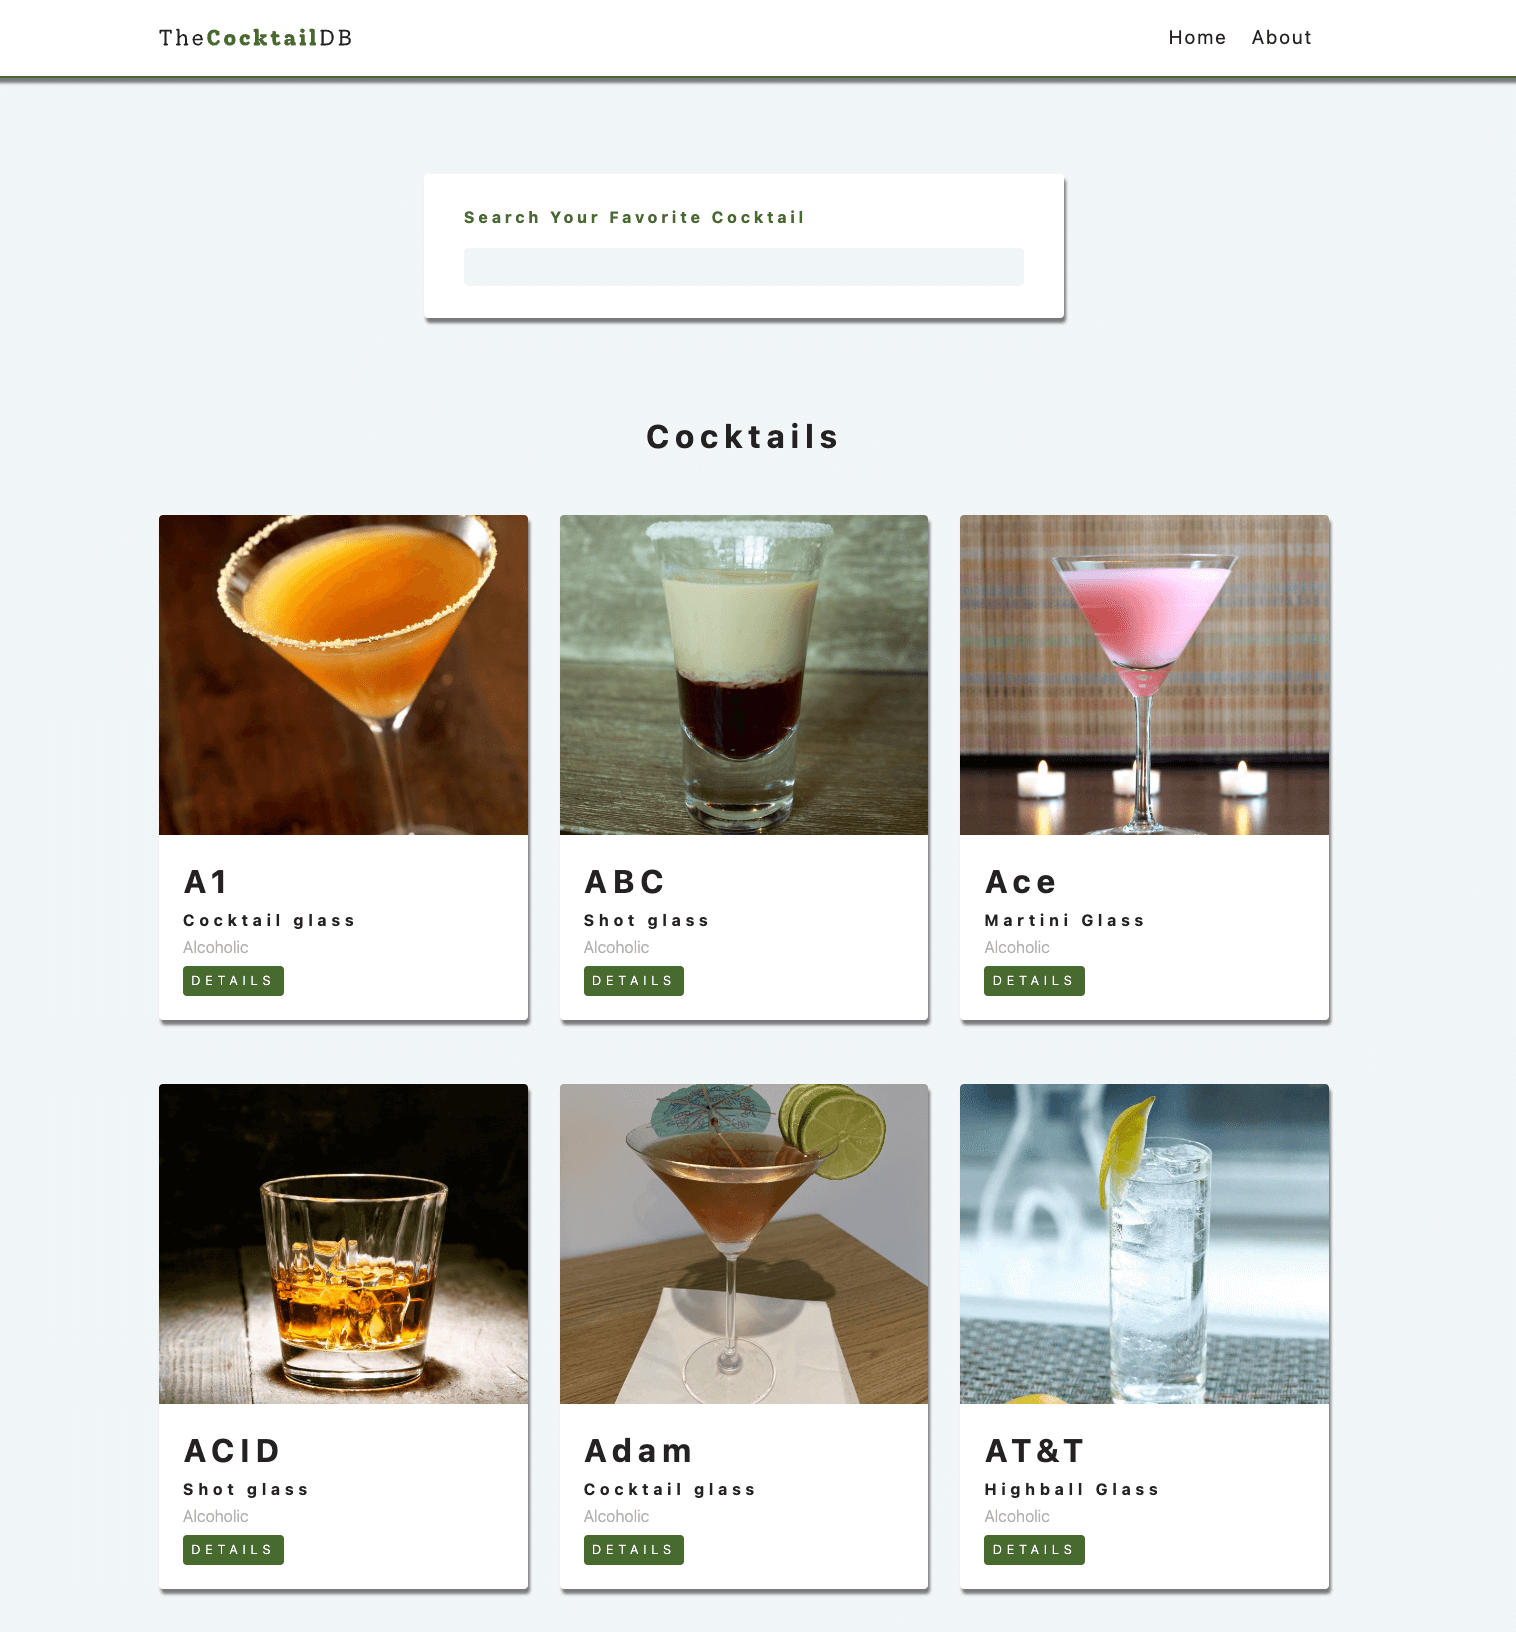 TheCocktailDB
Home About
Search Your Favorite Cocktail
Cocktails
A1
Cocktail glass
Alcoholic
DETAILS
ABC
Shot glass
Alcoholic
DETAILS
Ace
Martini Glass
Alcoholic
DETAILS
ACID
Shot glass
Alcoholic
DETAILS
Adam
Cocktail glass
Alcoholic
DETAILS
AT&T
Highball Glass
Alcoholic
DETAILS